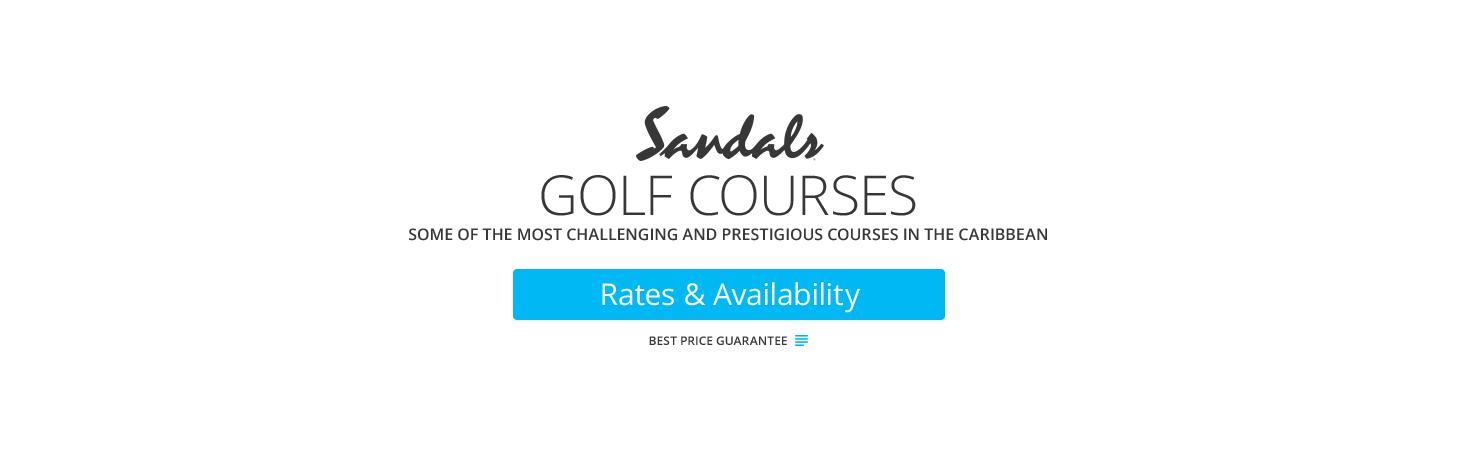 Sandals
GOLF COURSES
SOME OF THE MOST CHALLENGING AND PRESTIGIOUS COURSES IN THE CARIBBEAN
Rates & Availability
BEST PRICE GUARANTEE